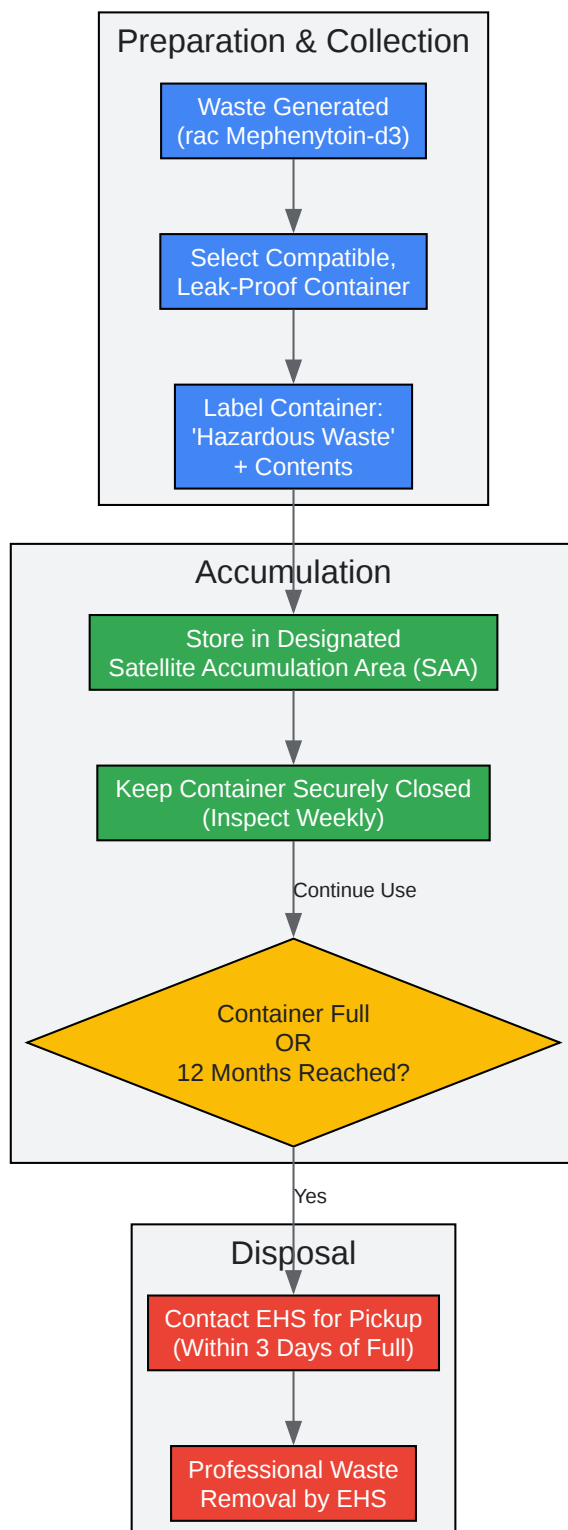 Preparation & Collection
Waste Generated
(rac Mephenytoin-d3)
Select Compatible,
Leak-Proof Container
Label Container:
'Hazardous Waste'
+ Contents
Accumulation
Store in Designated
Satellite Accumulation Area (SAA)
Keep Container Securely Closed
(Inspect Weekly)
Continue Use
Container Full
OR
12 Months Reached?
Yes
Disposal
Contact EHS for Pickup
(Within 3 Days of Full)
Professional Waste
Removal by EHS